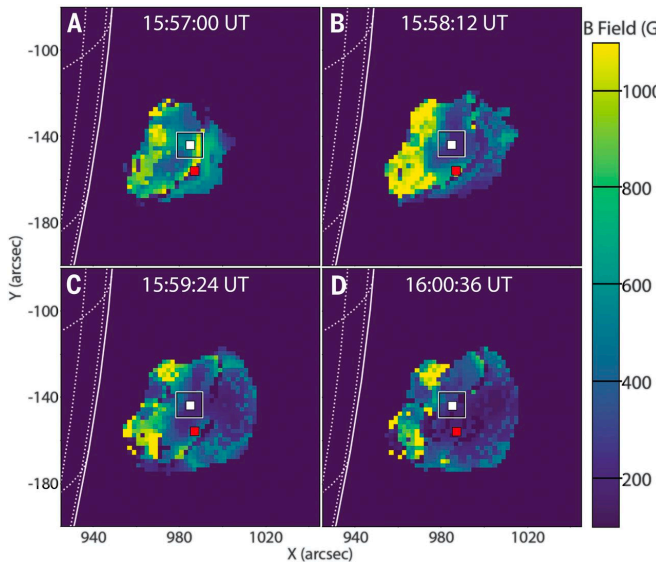 A 15:57:00 UT
B 15:58:12 UT
B Field (G
-80
-100
-140
-180
1000
800
600
400
200
Y (arcsec)
C 15:59:24 UT
D 16:00:36 UT
-100
-140
-180
940 980 1020 940 980 1020
X (arcsec)